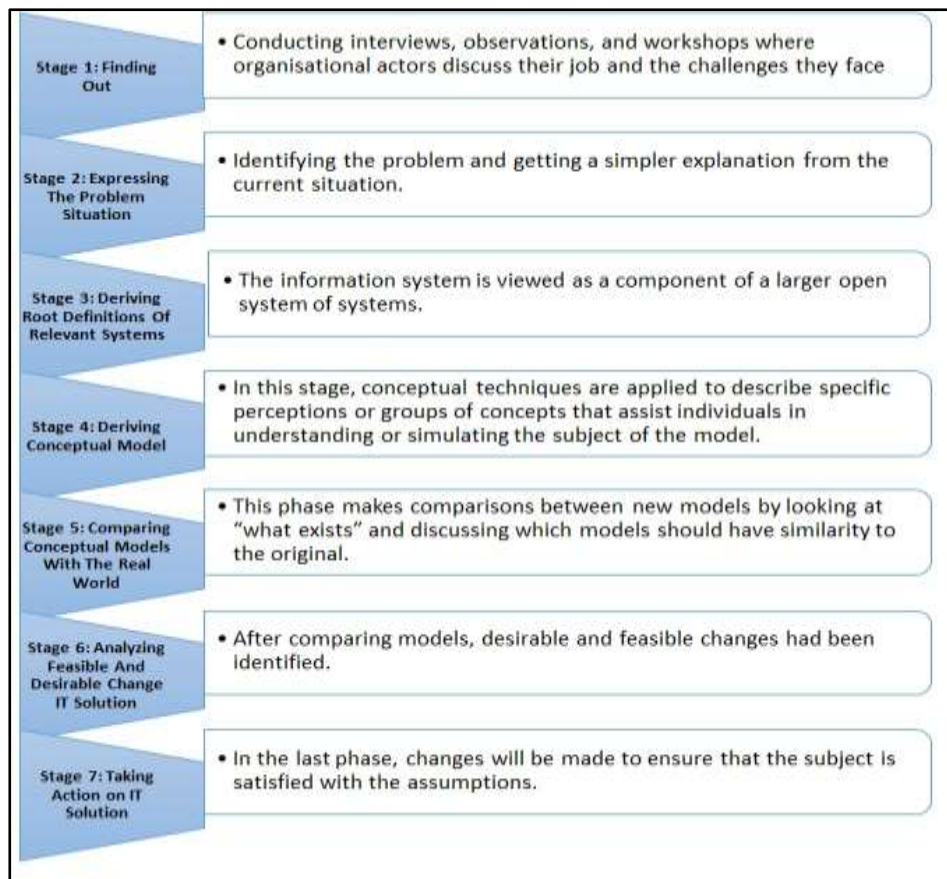 Stage 1: Finding
Out
• Conducting interviews, observations, and workshops where
organisational actors discuss their job and the challenges they face
Stage 2: Expressing
The Problem
Situation
• Identifying the problem and getting a simpler explanation from the
current situation.
Stage 3: Deriving
Root Definitions Of
Relevant Systems
• The information system is viewed as a component of a larger open
system of systems.
Stage 4: Deriving
Conceptual Model
• In this stage, conceptual techniques are applied to describe specific
perceptions or groups of concepts that assist individuals in
understanding or simulating the subject of the model.
Stage 5: Comparing
Conceptual Models
With The Real
World
• This phase makes comparisons between new models by looking at
“what exists” and discussing which models should have similarity to
the original.
Stage 6: Analyzing
Feasible And
Desirable Change
IT Solution
• After comparing models, desirable and feasible changes had been
identified.
Stage 7: Taking
Action on IT
Solution
• In the last phase, changes will be made to ensure that the subject is
satisfied with the assumptions.